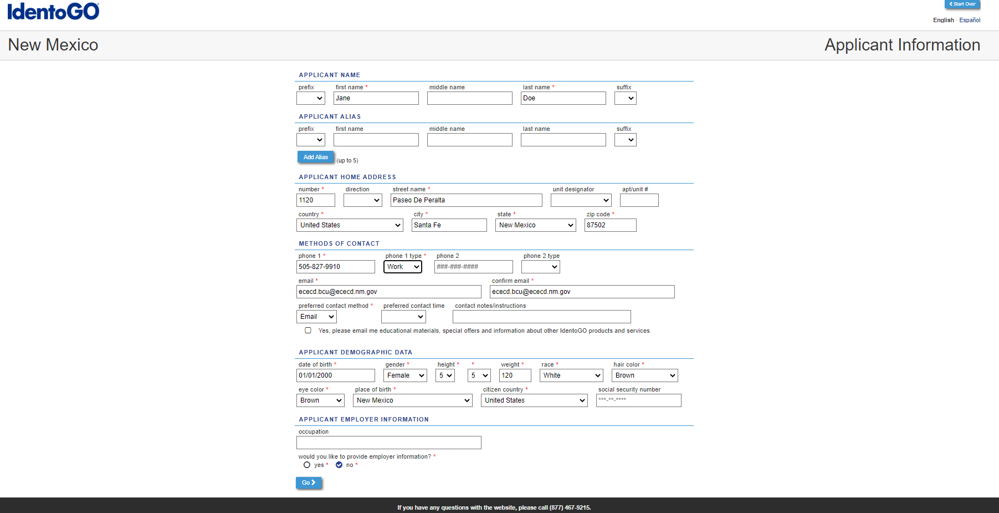 IdentoGO
Start Over
English · Español
New Mexico
Applicant Information
APPLICANT NAME
prefix first name * middle name last name * suffix
Jane Doe
APPLICANT ALIAS
prefix first name middle name last name suffix
Add Alias (up to 5)
APPLICANT HOME ADDRESS
number * direction street name * unit designator apt/unit #
1120 Paseo De Peralta
country * city * state * zip code *
United States Santa Fe New Mexico 87502
METHODS OF CONTACT
phone 1 * phone 1 type * phone 2 phone 2 type
505-827-9910 Work ###-###-####
email * confirm email *
ececd.bcu@ececd.nm.gov ececd.bcu@ececd.nm.gov
preferred contact method * preferred contact time contact notes/instructions
Email
Yes, please email me educational materials, special offers and information about other IdentoGO products and services.
APPLICANT DEMOGRAPHIC DATA
date of birth * gender * height * * weight * race * hair color *
01/01/2000 Female 5 5 120 White Brown
eye color * place of birth * citizen country * social security number
Brown New Mexico United States ***-**-****
APPLICANT EMPLOYER INFORMATION
occupation
would you like to provide employer information? *
yes * no *
Go
If you have any questions with the website, please call (877) 467-9215.